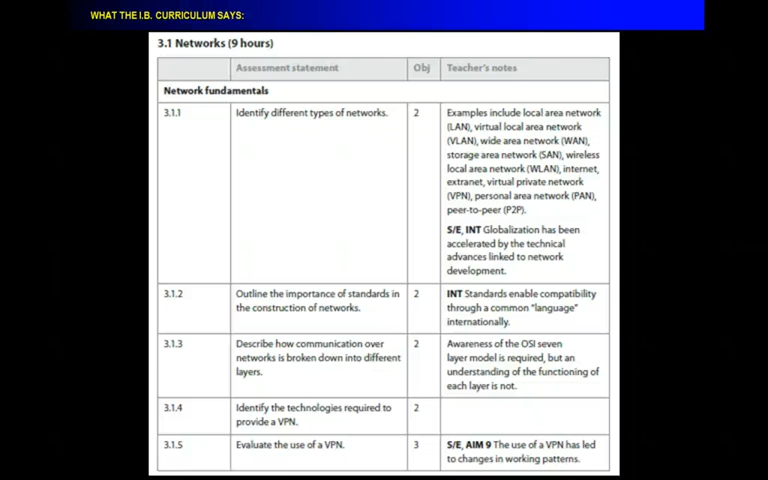 WHAT THE I.B. CURRICULUM SAYS:
3.1 Networks (9 hours)
Assessment statement Obj Teacher's notes
Network fundamentals
3.1.1 Identify different types of networks. 2 Examples include local area network
(LAN), virtual local area network
(VLAN), wide area network (WAN),
storage area network (SAN), wireless
local area network (WLAN), internet,
extranet, virtual private network
(VPN), personal area network (PAN),
peer-to-peer (P2P).
S/E, INT Globalization has been
accelerated by the technical
advances linked to network
development.
3.1.2 Outline the importance of standards in 2 INT Standards enable compatibility
the construction of networks. through a common "language"
internationally.
3.1.3 Describe how communication over 2 Awareness of the OSI seven
networks is broken down into different layer model is required, but an
layers. understanding of the functioning of
each layer is not.
3.1.4 Identify the technologies required to 2
provide a VPN.
3.1.5 Evaluate the use of a VPN. 3 S/E, AIM 9 The use of a VPN has led
to changes in working patterns.